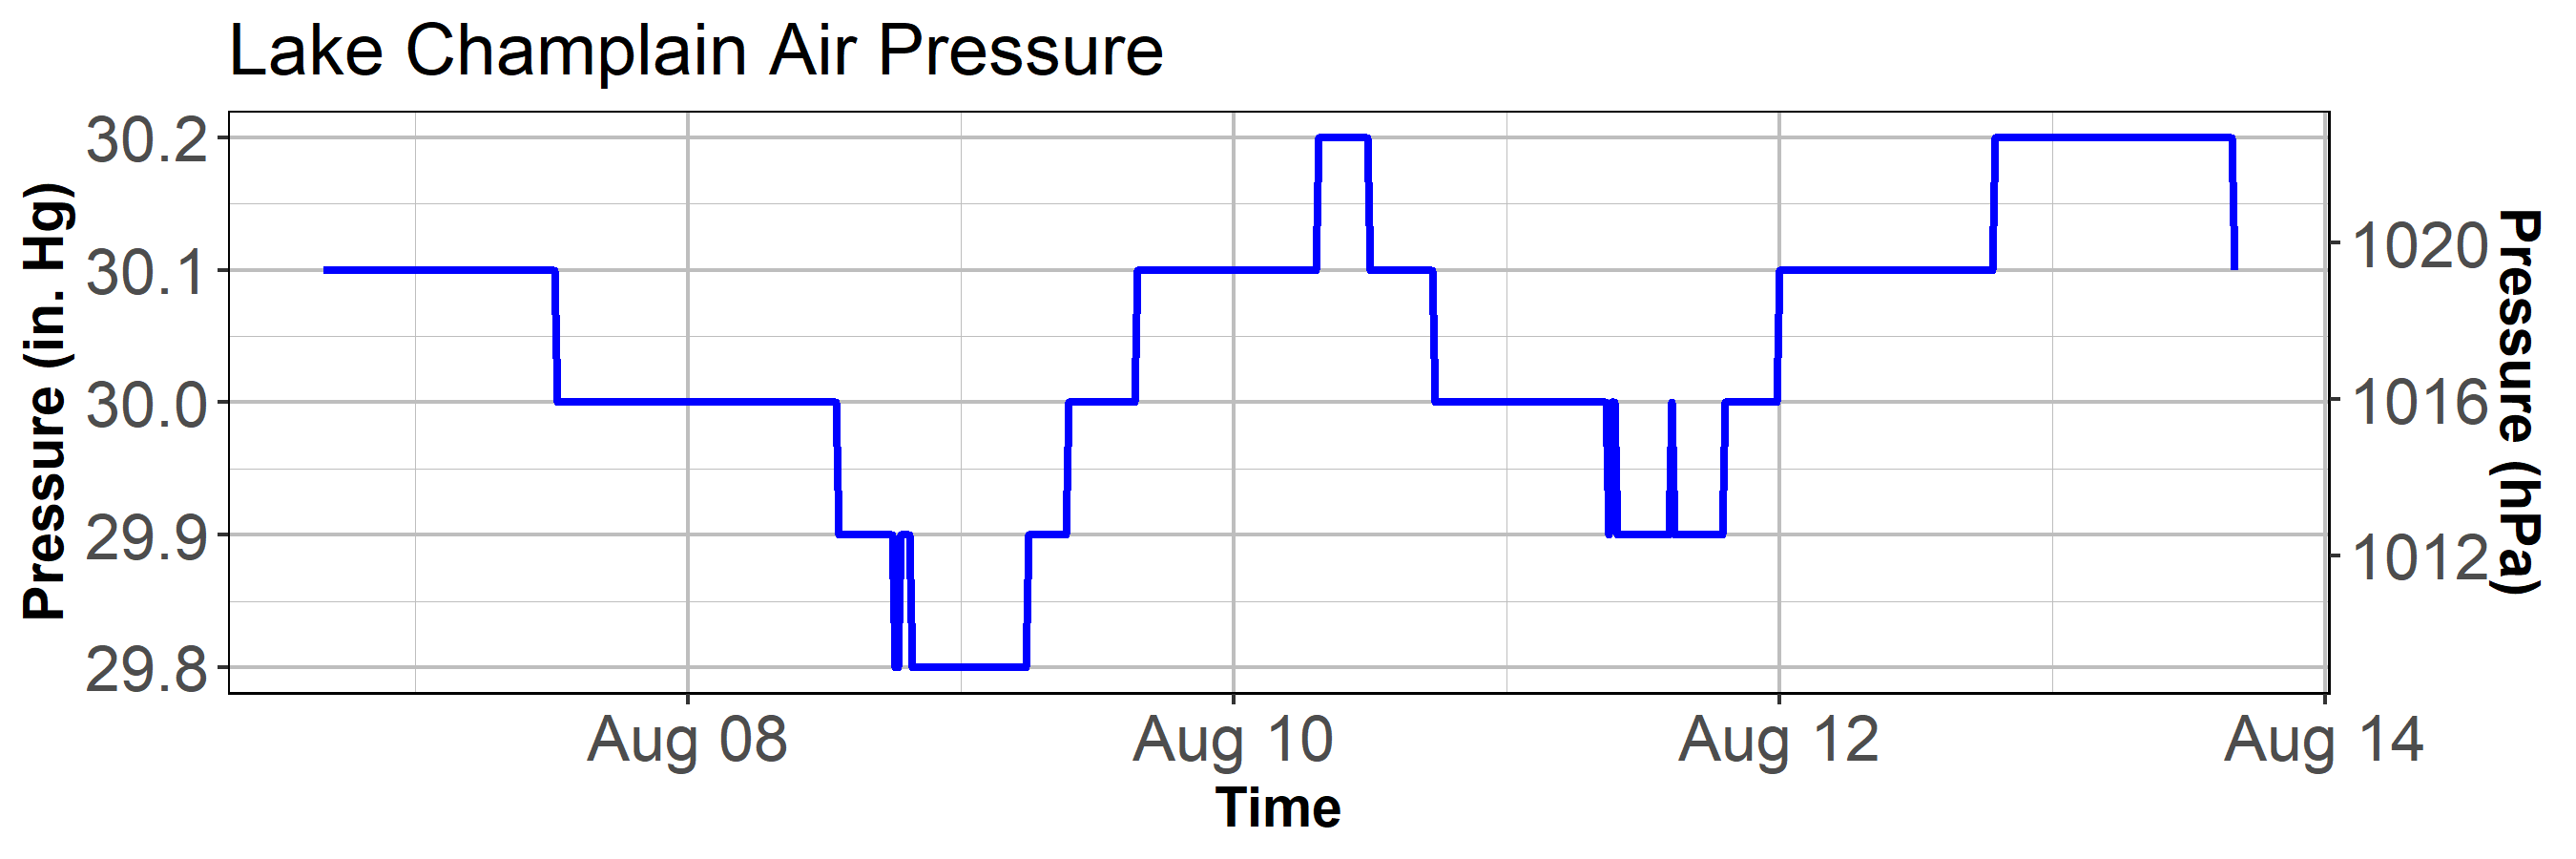 Lake Champlain Air Pressure
30.2
30.1
30.0
29.9
29.8
Pressure (in. Hg)
1020
1016
1012
Pressure (hPa)
Aug 08
Aug 10
Aug 12
Aug 14
Time